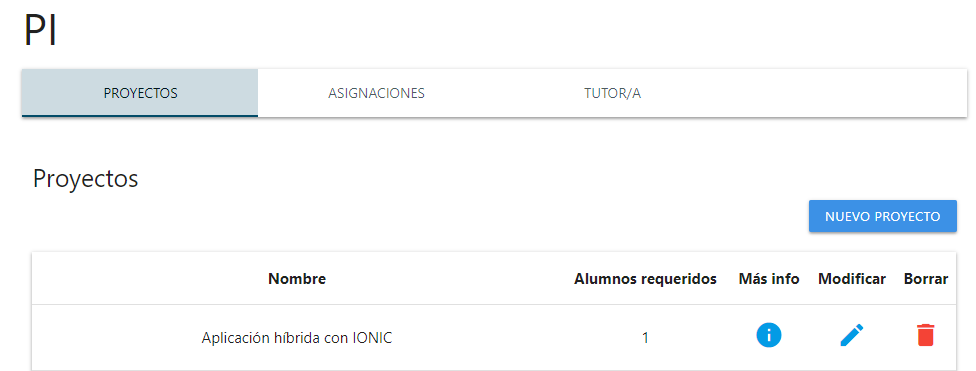 PI
PROYECTOS ASIGNACIONES TUTOR/A
Proyectos
NUEVO PROYECTO
Nombre Alumnos requeridos Más info Modificar Borrar
Aplicación híbrida con IONIC 1